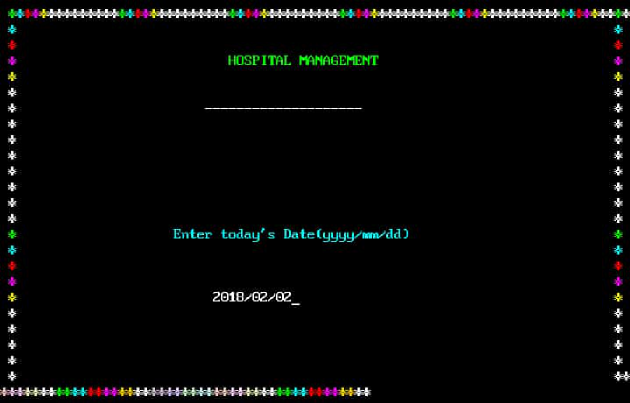 HOSPITAL MANAGEMENT
--------------------
Enter today's Date(yyyy/mm/dd)
2018/02/02_